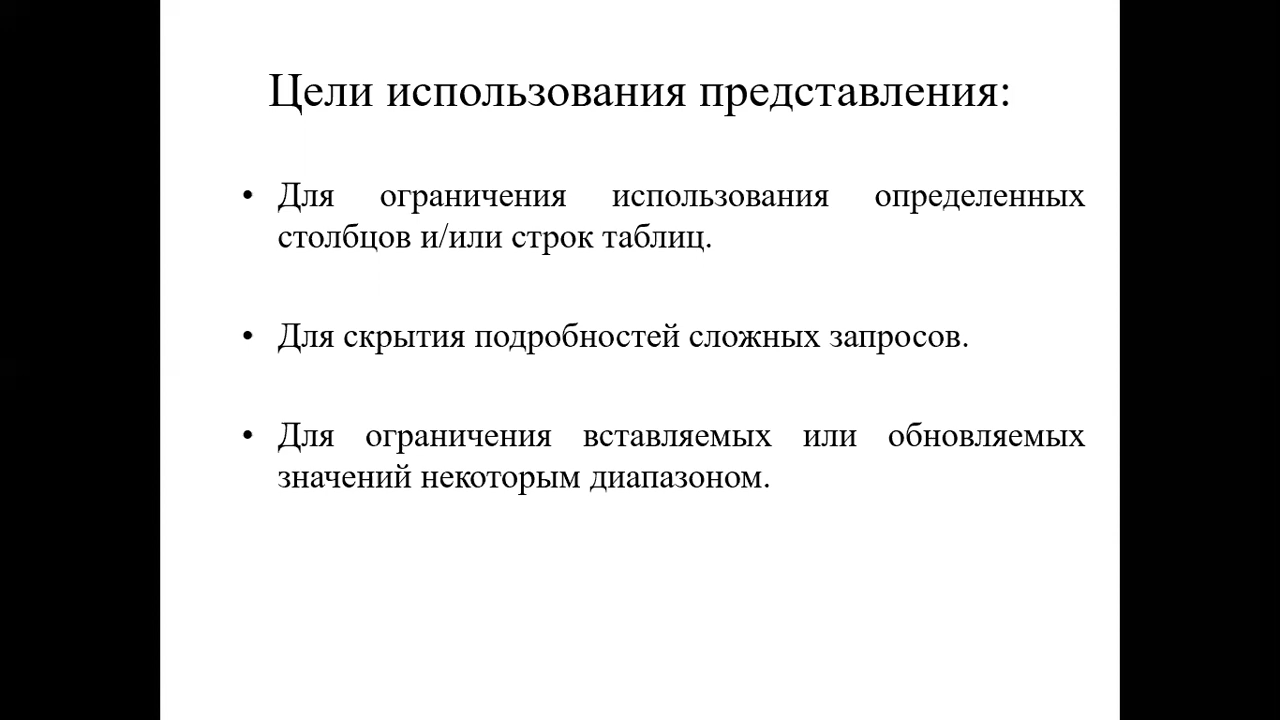 Цели использования представления:
• Для ограничения использования определенных
столбцов и/или строк таблиц.
• Для скрытия подробностей сложных запросов.
• Для ограничения вставляемых или обновляемых
значений некоторым диапазоном.